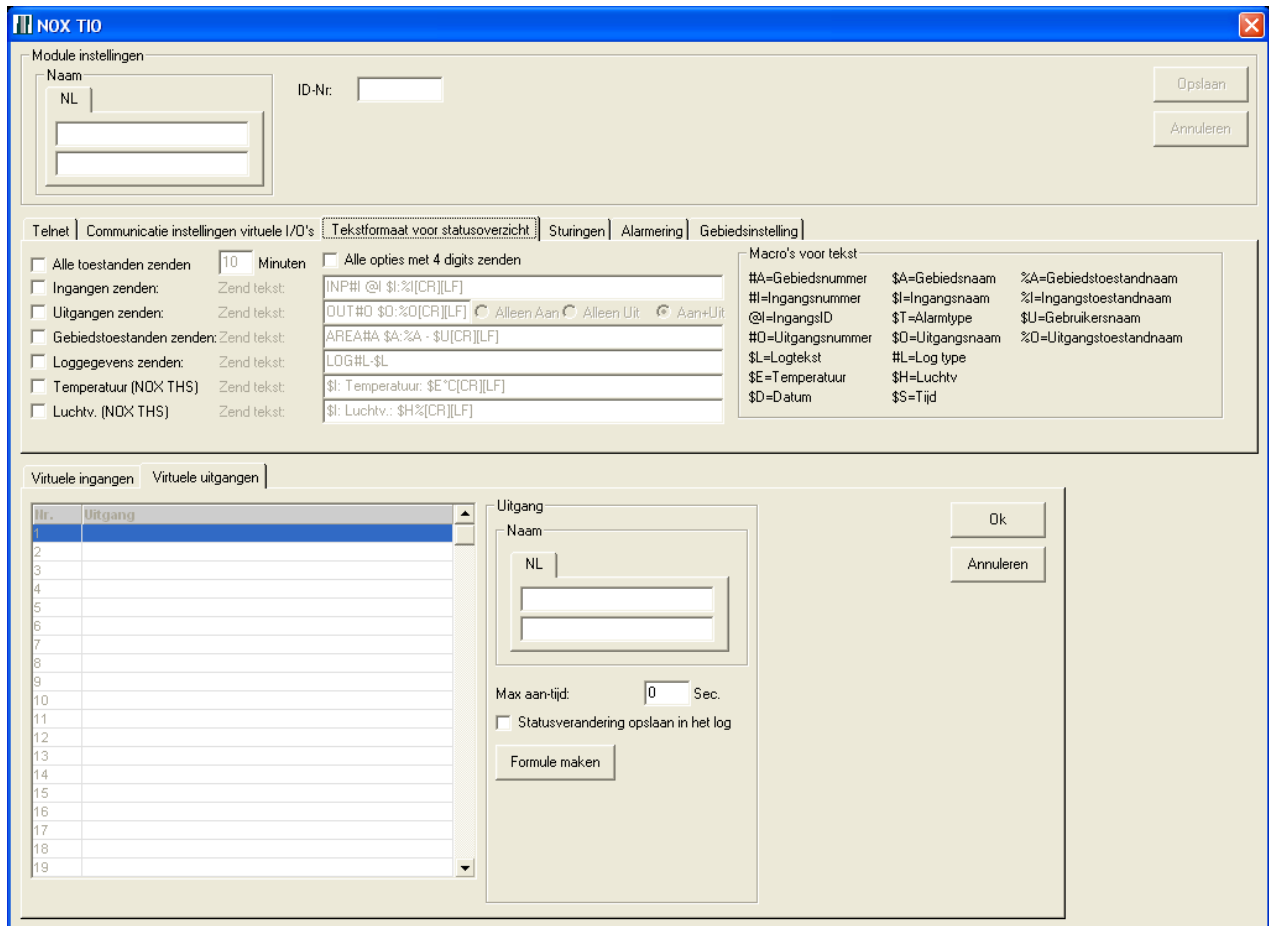 NOX TIO
Module instellingen
Naam
NL
ID-Nr:
Opslaan
Annuleren
Telnet Communicatie instellingen virtuele I/O's Tekstformaat voor statusoverzicht Sturingen Alarmering Gebiedsinstelling
Alle toestanden zenden 10 Minuten Alle opties met 4 digits zenden
Ingangen zenden: Zend tekst: INP#I @I $I:%I[CR][LF]
Uitgangen zenden: Zend tekst: OUT#O $O:%O[CR][LF] Alleen Aan Alleen Uit Aan+Uit
Gebiedstoestanden zenden: Zend tekst: AREA#A $A:%A - $U[CR][LF]
Loggegevens zenden: Zend tekst: LOG#L-$L
Temperatuur (NOX THS) Zend tekst: $I: Temperatuur: $E°C[CR][LF]
Luchtv. (NOX THS) Zend tekst: $I: Luchtv.: $H%[CR][LF]
Macro's voor tekst
#A=Gebiedsnummer $A=Gebiedsnaam %A=Gebiedstoestandnaam
#I=Ingangsnummer $I=Ingangsnaam %I=Ingangstoestandnaam
@I=IngangsID $T=Alarmtype $U=Gebruikersnaam
#O=Uitgangsnummer $O=Uitgangsnaam %O=Uitgangstoestandnaam
$L=Logtekst #L=Log type
$E=Temperatuur $H=Luchtv
$D=Datum $S=Tijd
Virtuele ingangen Virtuele uitgangen
Nr. Uitgang
1
2
3
4
5
6
7
8
9
10
11
12
13
14
15
16
17
18
19
Uitgang
Naam
NL
Max aan-tijd: 0 Sec.
Statusverandering opslaan in het log
Formule maken
Ok
Annuleren